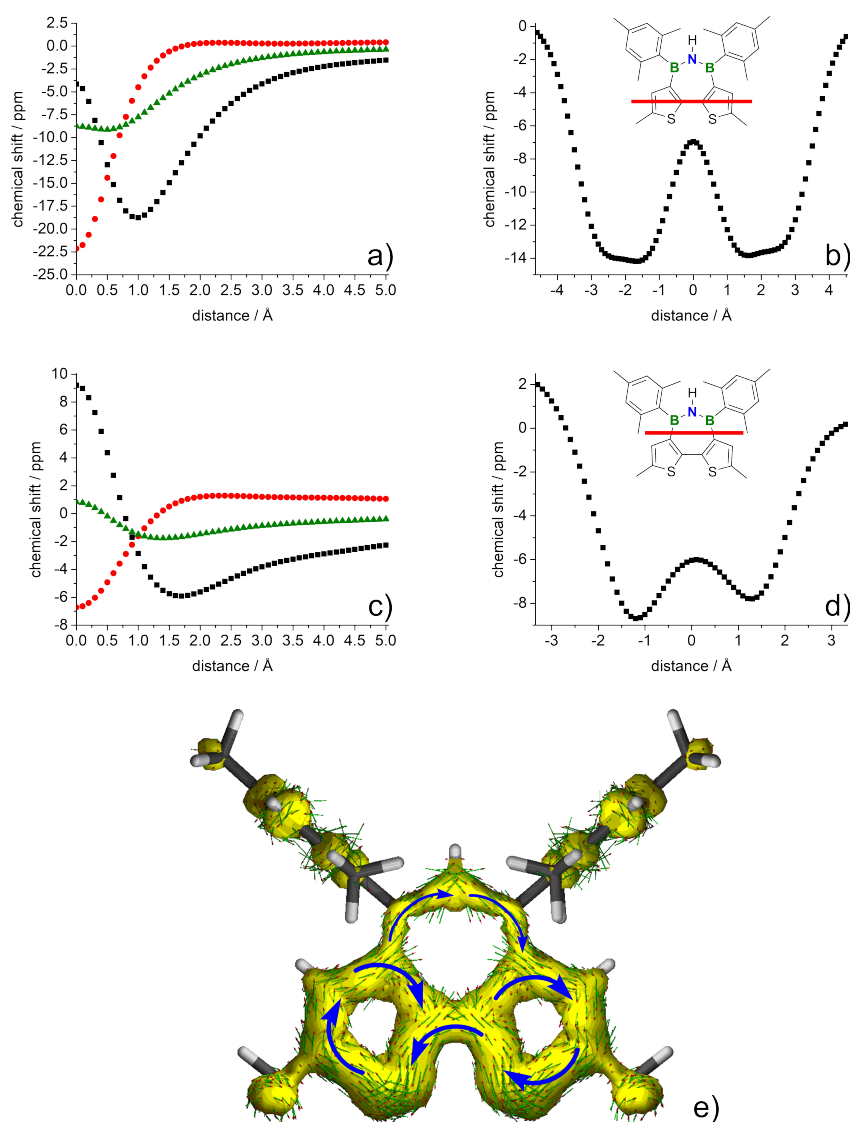 2.5
0.0
-2.5
-5.0
-7.5
-10.0
-12.5
-15.0
-17.5
-20.0
-22.5
-25.0
chemical shift / ppm
0.0 0.5 1.0 1.5 2.0 2.5 3.0 3.5 4.0 4.5 5.0
distance / Å
a)
0
-2
-4
-6
-8
-10
-12
-14
chemical shift / ppm
-4 -3 -2 -1 0 1 2 3 4
distance / Å
H
B N B
S S
b)
10
8
6
4
2
0
-2
-4
-6
-8
chemical shift / ppm
0.0 0.5 1.0 1.5 2.0 2.5 3.0 3.5 4.0 4.5 5.0
distance / Å
c)
2
0
-2
-4
-6
-8
chemical shift / ppm
-3 -2 -1 0 1 2 3
distance / Å
H
B N B
S S
d)
e)